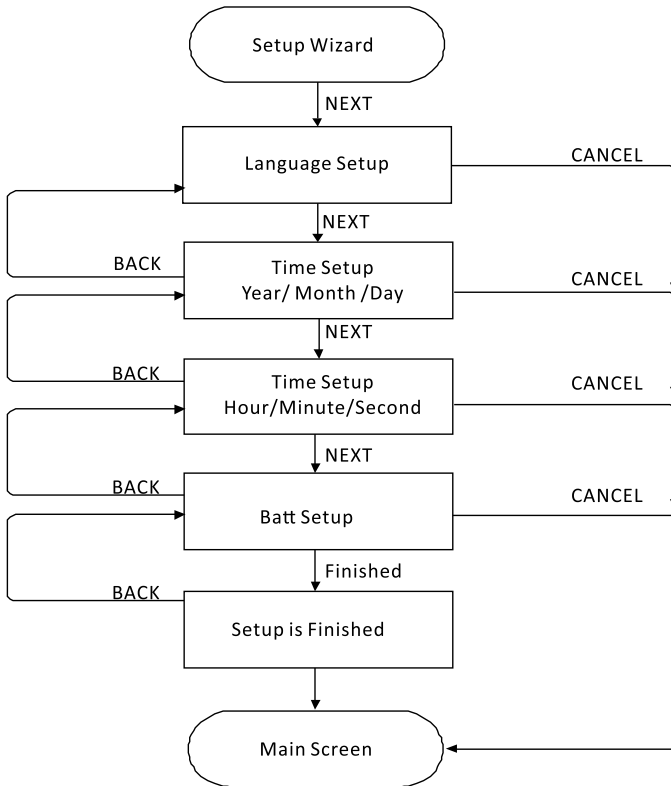 Setup Wizard
NEXT
Language Setup
CANCEL
NEXT
BACK
Time Setup
Year/ Month /Day
CANCEL
NEXT
BACK
Time Setup
Hour/Minute/Second
CANCEL
NEXT
BACK
Batt Setup
CANCEL
Finished
BACK
Setup is Finished
Main Screen